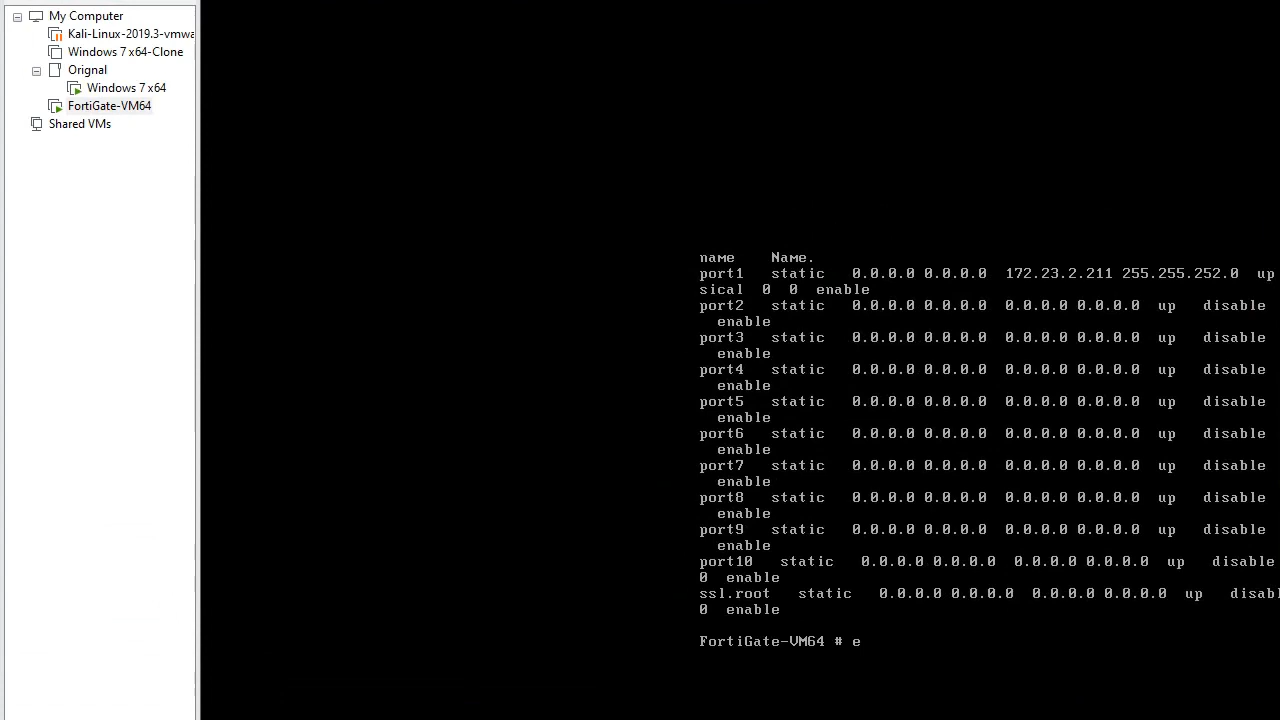 My Computer
Kali-Linux-2019.3-vmwa
Windows 7 x64-Clone
Orignal
Windows 7 x64
FortiGate-VM64
Shared VMs
name Name.
port1 static 0.0.0.0 0.0.0.0 172.23.2.211 255.255.252.0 up
sical 0 0 enable
port2 static 0.0.0.0 0.0.0.0 0.0.0.0 0.0.0.0 up disable
enable
port3 static 0.0.0.0 0.0.0.0 0.0.0.0 0.0.0.0 up disable
enable
port4 static 0.0.0.0 0.0.0.0 0.0.0.0 0.0.0.0 up disable
enable
port5 static 0.0.0.0 0.0.0.0 0.0.0.0 0.0.0.0 up disable
enable
port6 static 0.0.0.0 0.0.0.0 0.0.0.0 0.0.0.0 up disable
enable
port7 static 0.0.0.0 0.0.0.0 0.0.0.0 0.0.0.0 up disable
enable
port8 static 0.0.0.0 0.0.0.0 0.0.0.0 0.0.0.0 up disable
enable
port9 static 0.0.0.0 0.0.0.0 0.0.0.0 0.0.0.0 up disable
enable
port10 static 0.0.0.0 0.0.0.0 0.0.0.0 0.0.0.0 up disable
0 enable
ssl.root static 0.0.0.0 0.0.0.0 0.0.0.0 0.0.0.0 up disabl
0 enable
FortiGate-VM64 # e